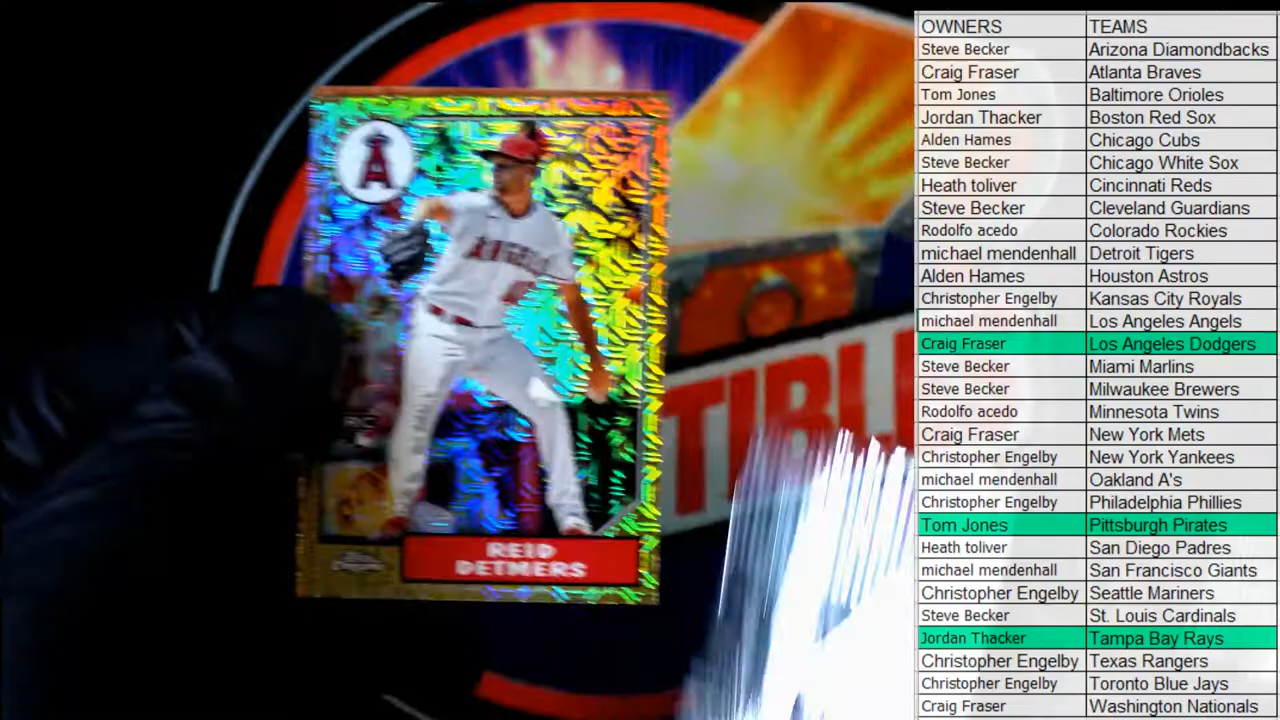 A
ANGELS
REID
DETMERS
TIBL
OWNERS TEAMS
Steve Becker Arizona Diamondbacks
Craig Fraser Atlanta Braves
Tom Jones Baltimore Orioles
Jordan Thacker Boston Red Sox
Alden Hames Chicago Cubs
Steve Becker Chicago White Sox
Heath toliver Cincinnati Reds
Steve Becker Cleveland Guardians
Rodolfo acedo Colorado Rockies
michael mendenhall Detroit Tigers
Alden Hames Houston Astros
Christopher Engelby Kansas City Royals
michael mendenhall Los Angeles Angels
Craig Fraser Los Angeles Dodgers
Steve Becker Miami Marlins
Steve Becker Milwaukee Brewers
Rodolfo acedo Minnesota Twins
Craig Fraser New York Mets
Christopher Engelby New York Yankees
michael mendenhall Oakland A's
Christopher Engelby Philadelphia Phillies
Tom Jones Pittsburgh Pirates
Heath toliver San Diego Padres
michael mendenhall San Francisco Giants
Christopher Engelby Seattle Mariners
Steve Becker St. Louis Cardinals
Jordan Thacker Tampa Bay Rays
Christopher Engelby Texas Rangers
Christopher Engelby Toronto Blue Jays
Craig Fraser Washington Nationals